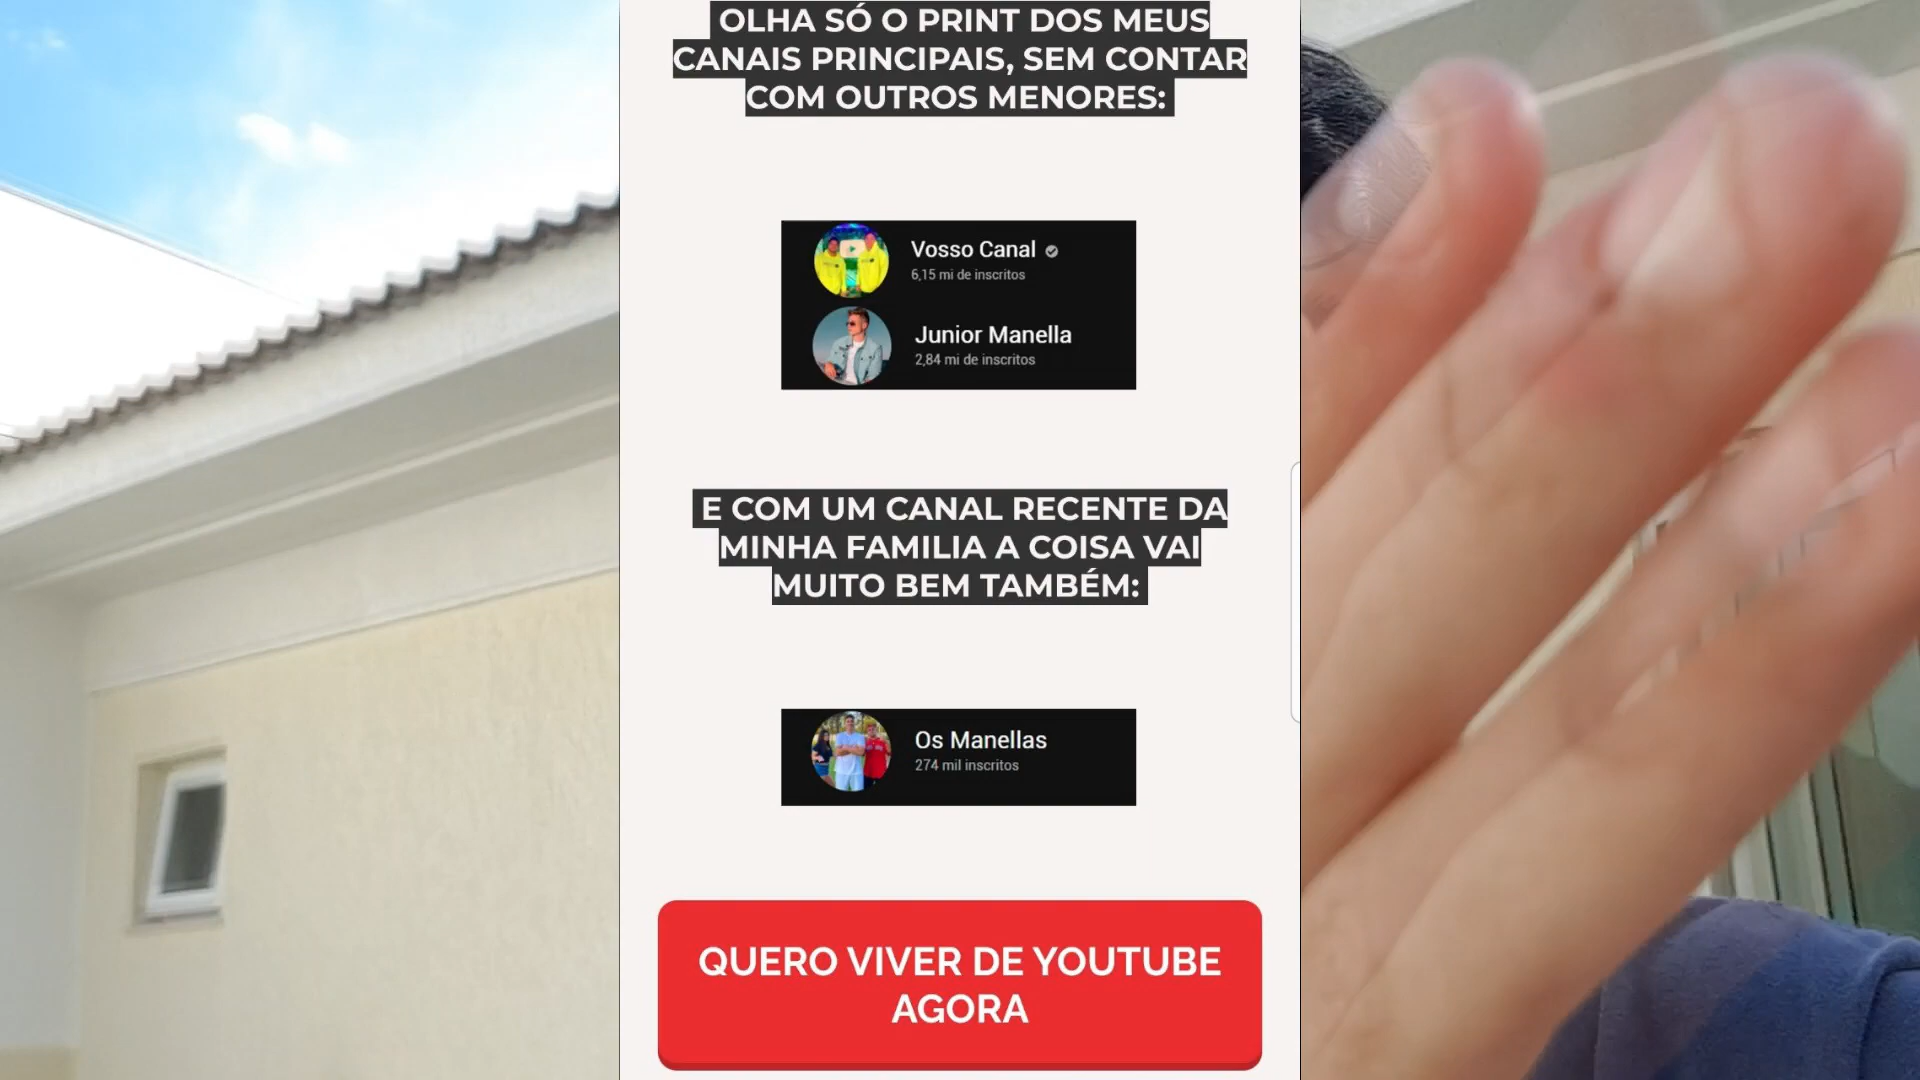 OLHA SÓ O PRINT DOS MEUS
CANAIS PRINCIPAIS, SEM CONTAR
COM OUTROS MENORES:
Vosso Canal
6,15 mi de inscritos
Junior Manella
2,84 mi de inscritos
E COM UM CANAL RECENTE DA
MINHA FAMILIA A COISA VAI
MUITO BEM TAMBÉM:
Os Manellas
274 mil inscritos
QUERO VIVER DE YOUTUBE
AGORA